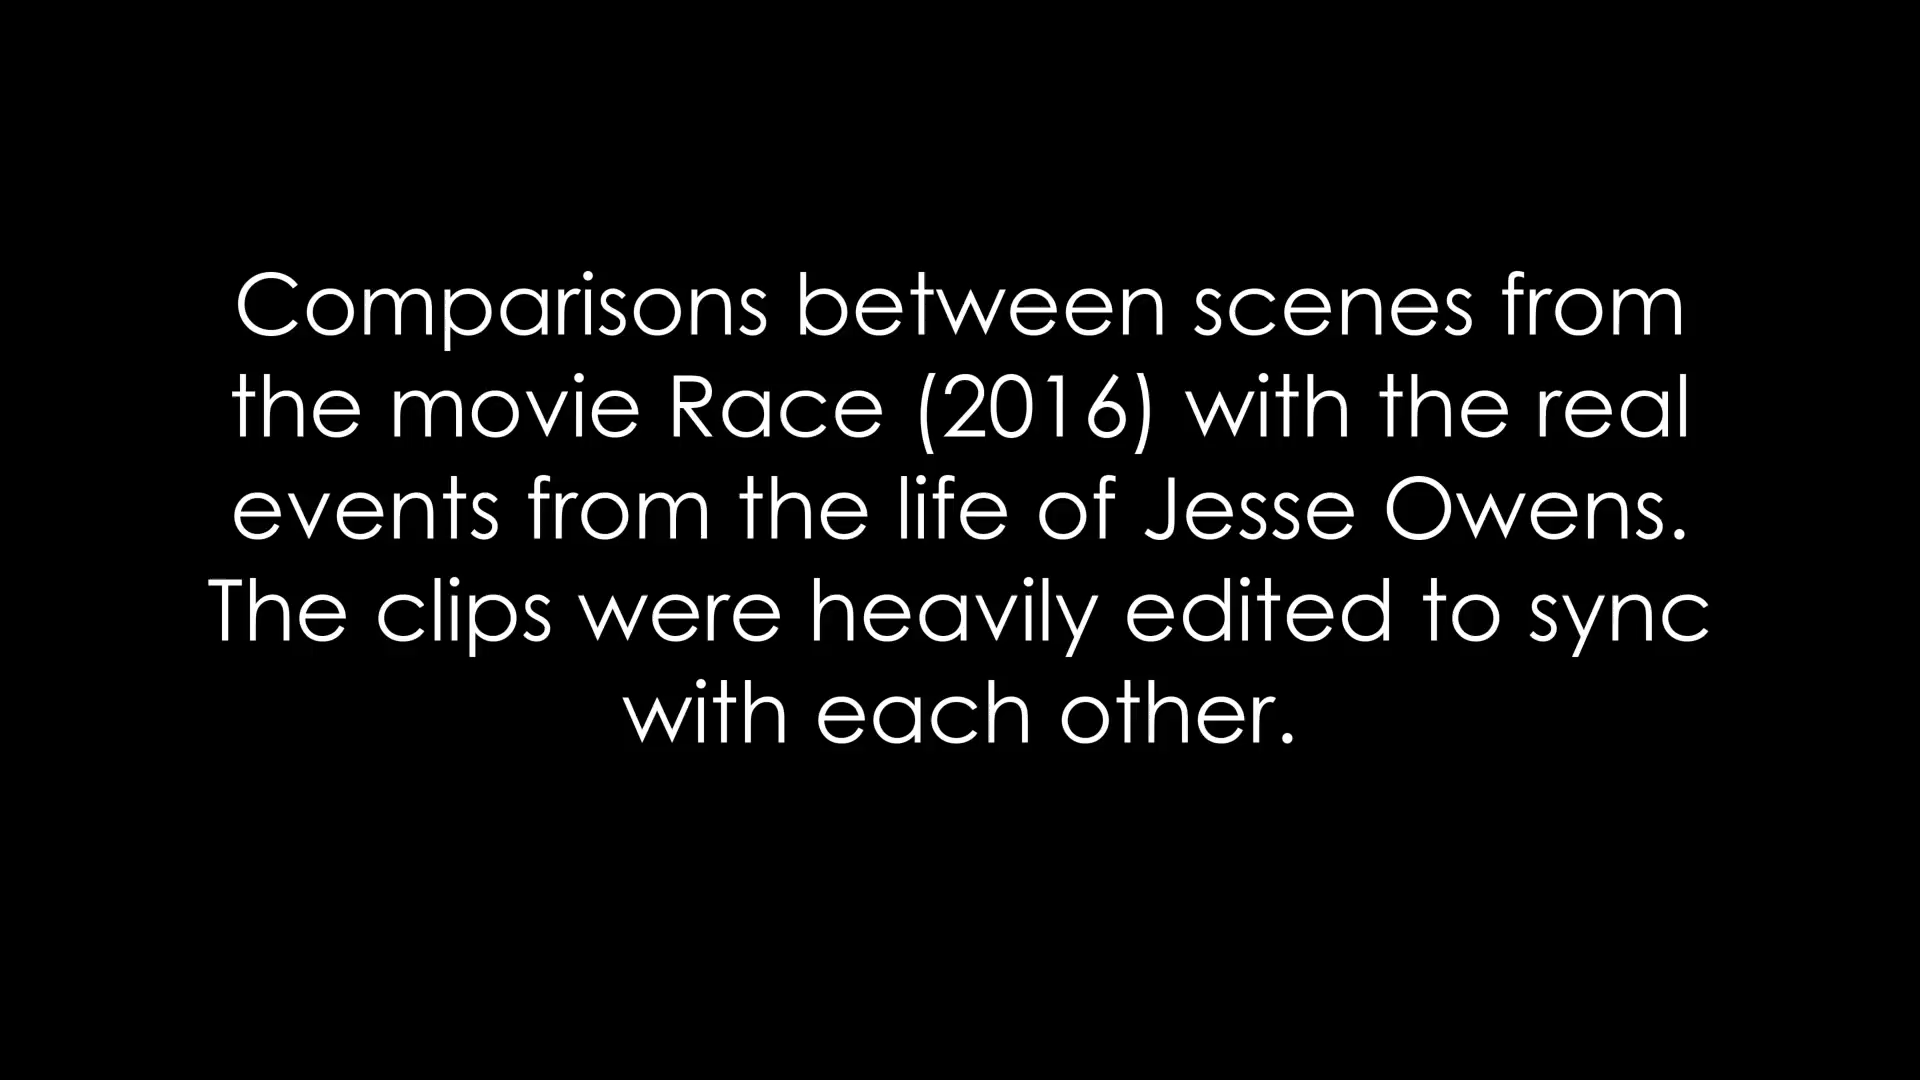 Comparisons between scenes from
the movie Race (2016) with the real
events from the life of Jesse Owens.
The clips were heavily edited to sync
with each other.